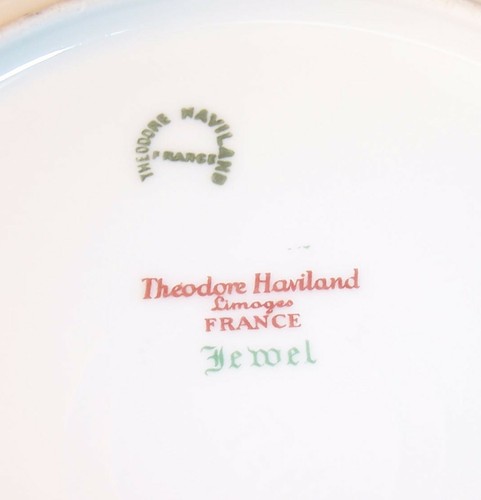 THEODORE HAVILAND
FRANCE
Theodore Haviland
Limoges
FRANCE
Jewel